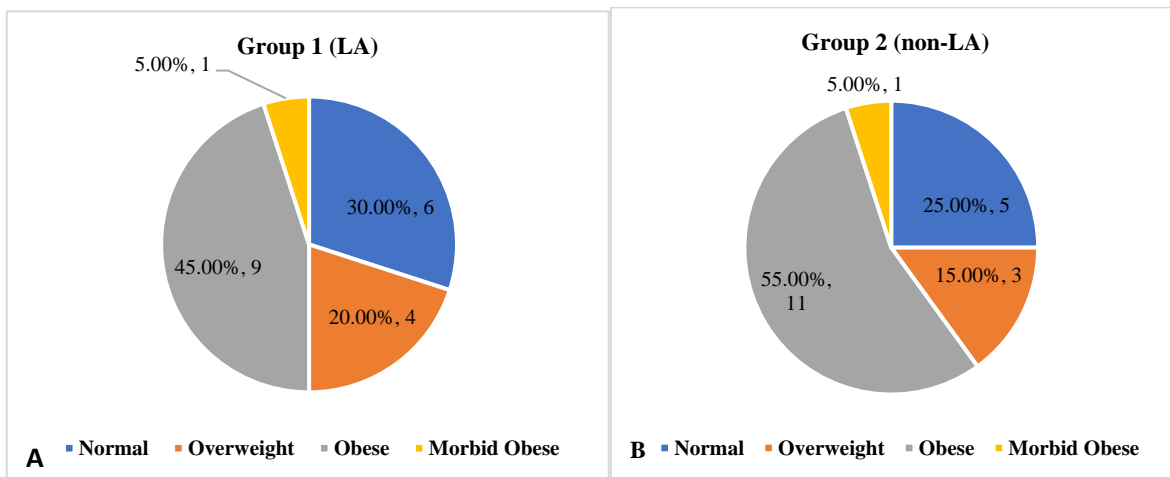 Group 1 (LA)
5.00%, 1
30.00%, 6
45.00%, 9
20.00%, 4
A
Normal
Overweight
Obese
Morbid Obese
Group 2 (non-LA)
5.00%, 1
25.00%, 5
55.00%,
11
15.00%, 3
B
Normal
Overweight
Obese
Morbid Obese